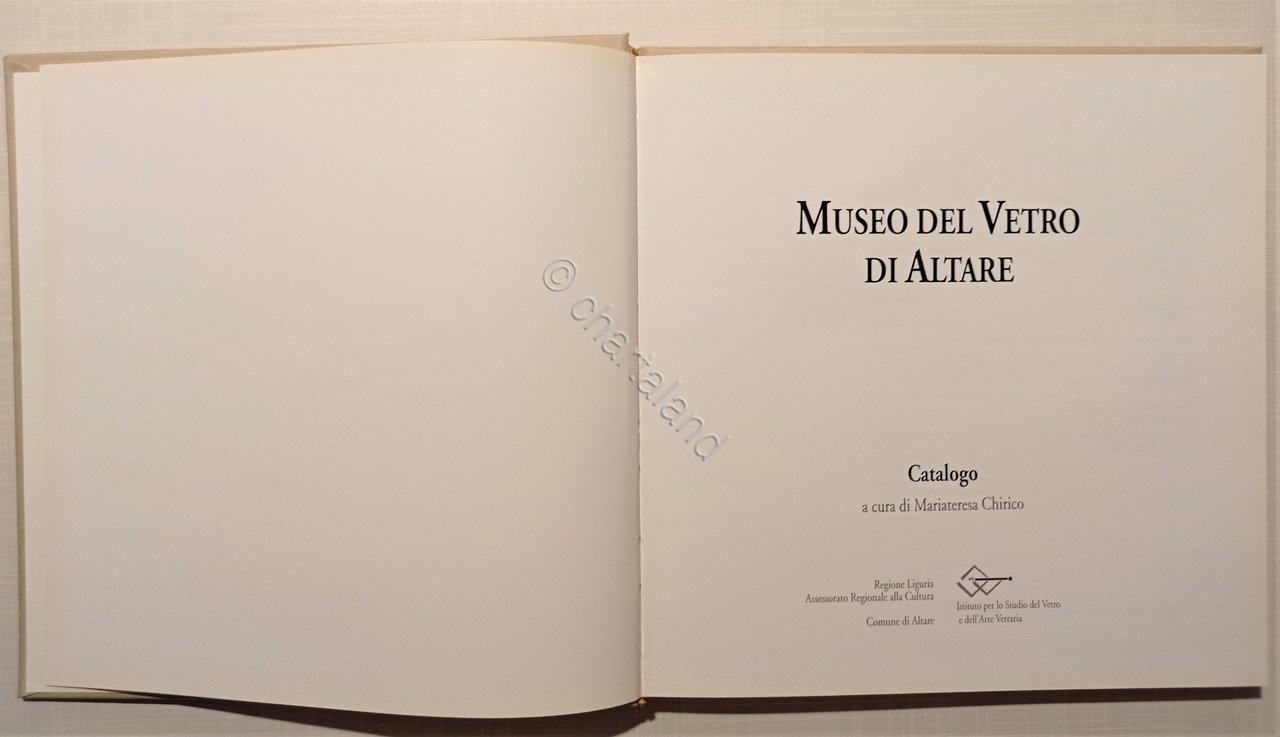 MUSEO DEL VETRO
DI ALTARE
© chartaland
Catalogo
a cura di Mariateresa Chirico
Regione Liguria
Assessorato Regionale alla Cultura
Comune di Altare
Istituto per lo Studio del Vetro
e dell'Arte Vetraria